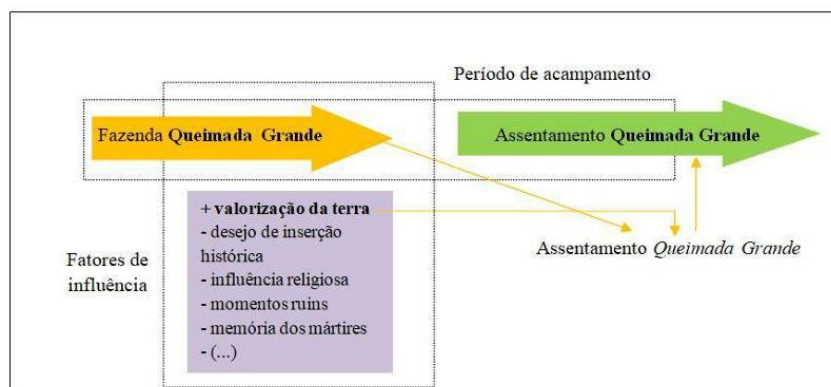 Período de acampamento
Fazenda Queimada Grande
Assentamento Queimada Grande
+ valorização da terra
- desejo de inserção
histórica
- influência religiosa
- momentos ruins
- memória dos mártires
- (...)
Fatores de
influência
Assentamento Queimada Grande